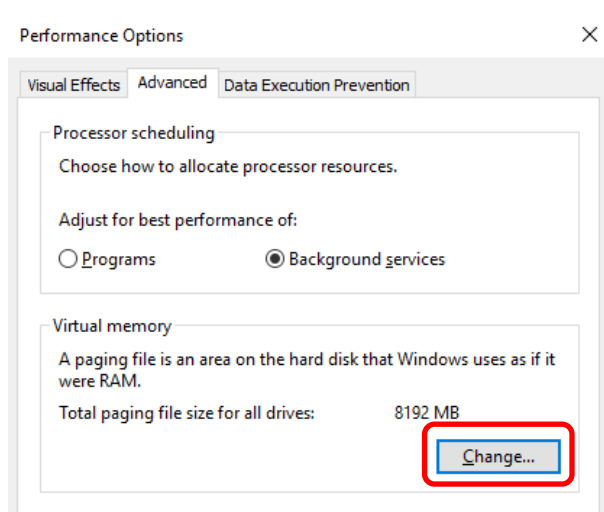 Performance Options
Visual Effects Advanced Data Execution Prevention
Processor scheduling
Choose how to allocate processor resources.
Adjust for best performance of:
Programs Background services
Virtual memory
A paging file is an area on the hard disk that Windows uses as if it
were RAM.
Total paging file size for all drives: 8192 MB
Change...